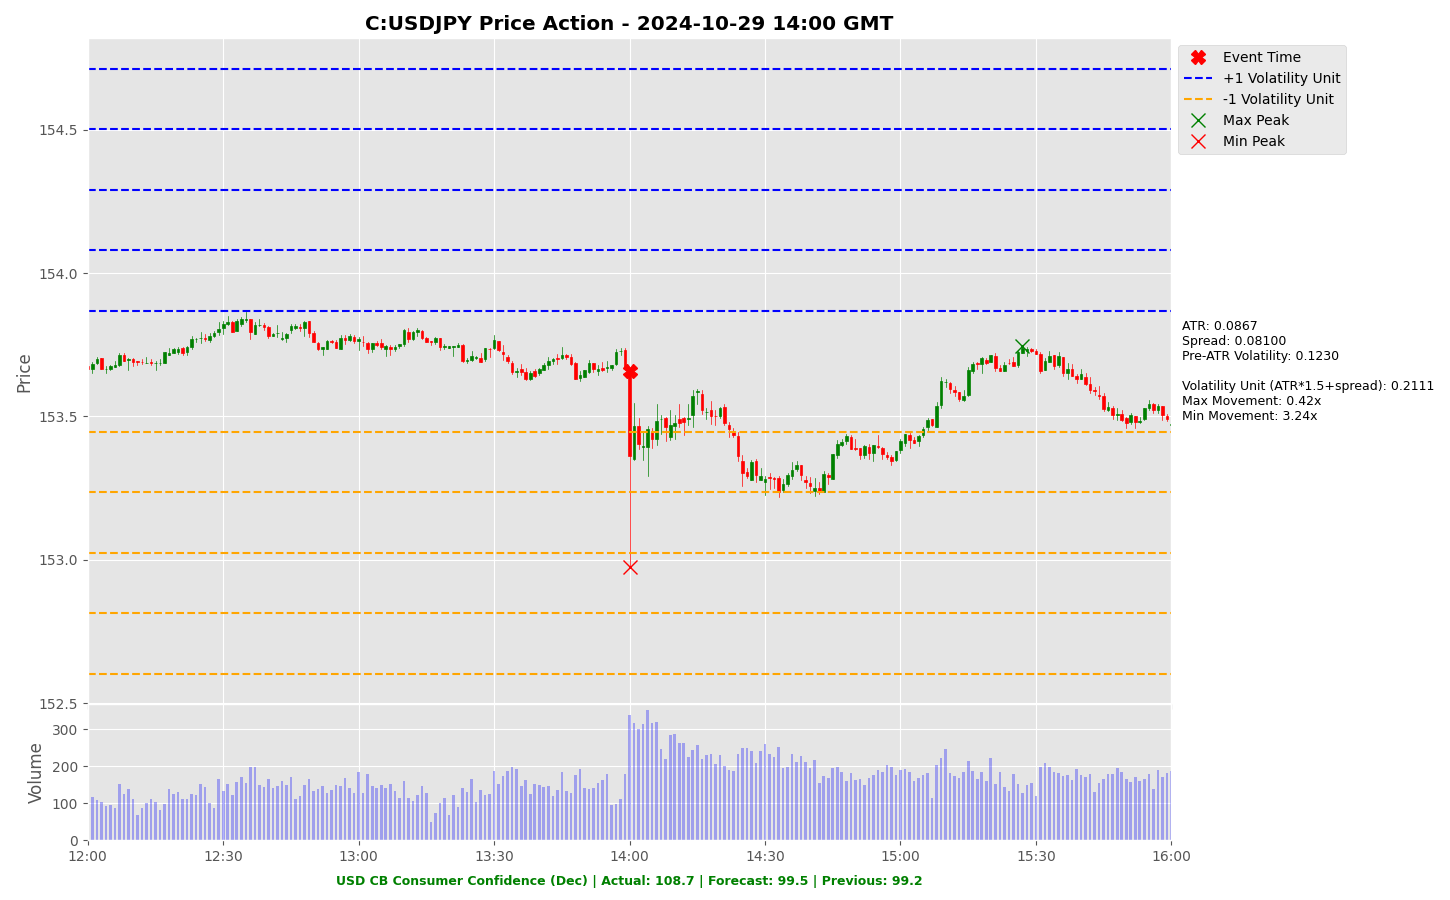 C:USDJPY Price Action - 2024-10-29 14:00 GMT
Event Time
+1 Volatility Unit
-1 Volatility Unit
Max Peak
Min Peak
154.5
154.0
153.5
153.0
152.5
Price
ATR: 0.0867
Spread: 0.08100
Pre-ATR Volatility: 0.1230
Volatility Unit (ATR*1.5+spread): 0.2111
Max Movement: 0.42x
Min Movement: 3.24x
300
200
100
0
Volume
12:00
12:30
13:00
13:30
14:00
14:30
15:00
15:30
16:00
USD CB Consumer Confidence (Dec) | Actual: 108.7 | Forecast: 99.5 | Previous: 99.2